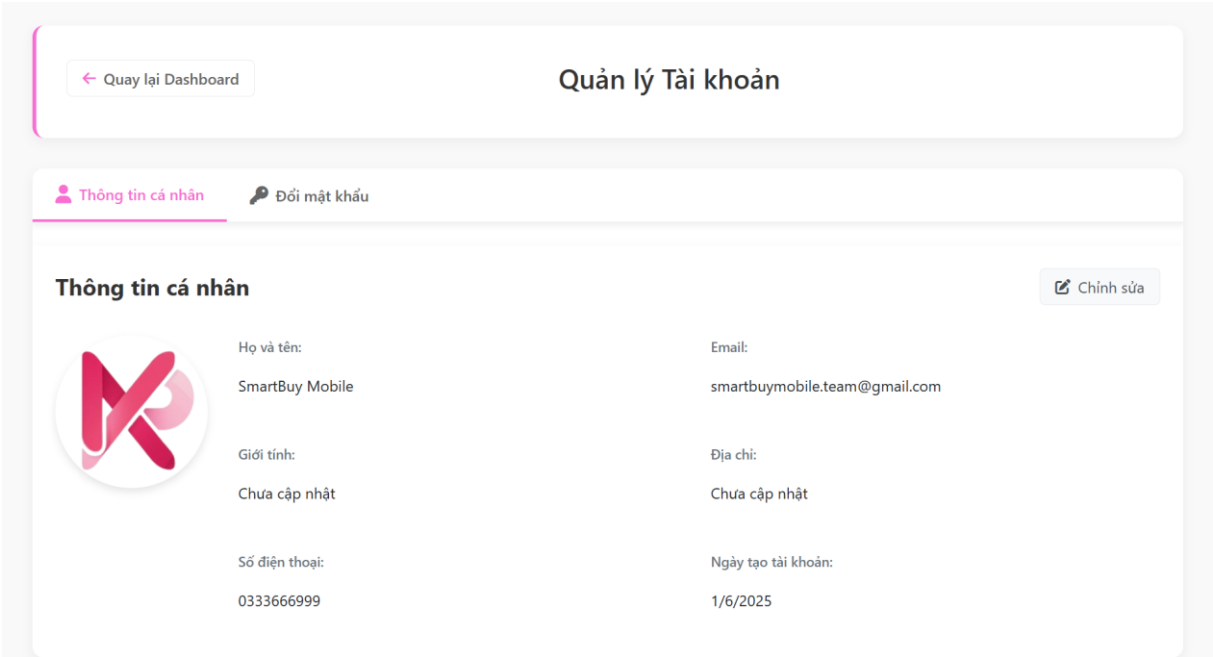 Quay lại Dashboard
Quản lý Tài khoản
Thông tin cá nhân
Đổi mật khẩu
Thông tin cá nhân
Chỉnh sửa
Họ và tên:
Email:
SmartBuy Mobile
smartbuymobile.team@gmail.com
Giới tính:
Địa chỉ:
Chưa cập nhật
Chưa cập nhật
Số điện thoại:
Ngày tạo tài khoản:
0333666999
1/6/2025